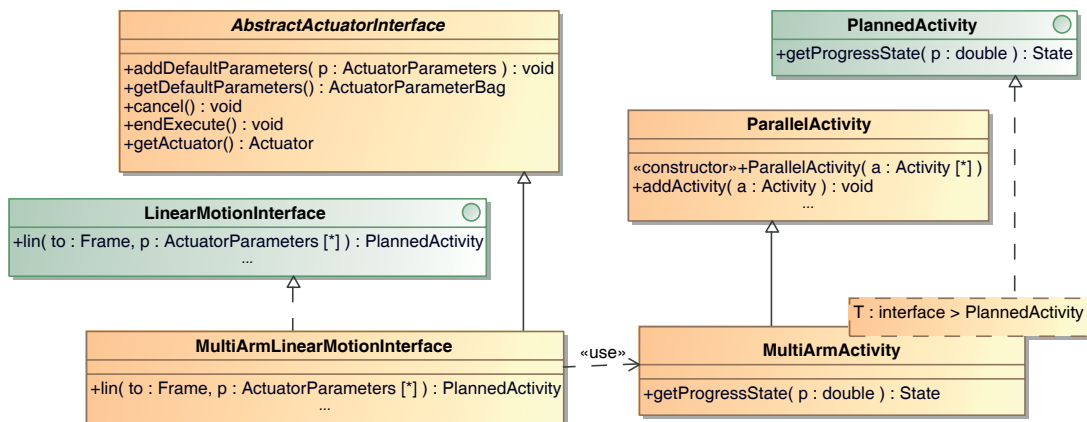 AbstractActuatorInterface
+addDefaultParameters( p : ActuatorParameters ) : void
+getDefaultParameters() : ActuatorParameterBag
+cancel() : void
+endExecute() : void
+getActuator() : Actuator
PlannedActivity
+getProgressState( p : double ) : State
ParallelActivity
«constructor»+ParallelActivity( a : Activity [*] )
+addActivity( a : Activity ) : void
...
LinearMotionInterface
+lin( to : Frame, p : ActuatorParameters [*] ) : PlannedActivity
...
T : interface > PlannedActivity
MultiArmLinearMotionInterface
+lin( to : Frame, p : ActuatorParameters [*] ) : PlannedActivity
...
«use»
MultiArmActivity
+getProgressState( p : double ) : State